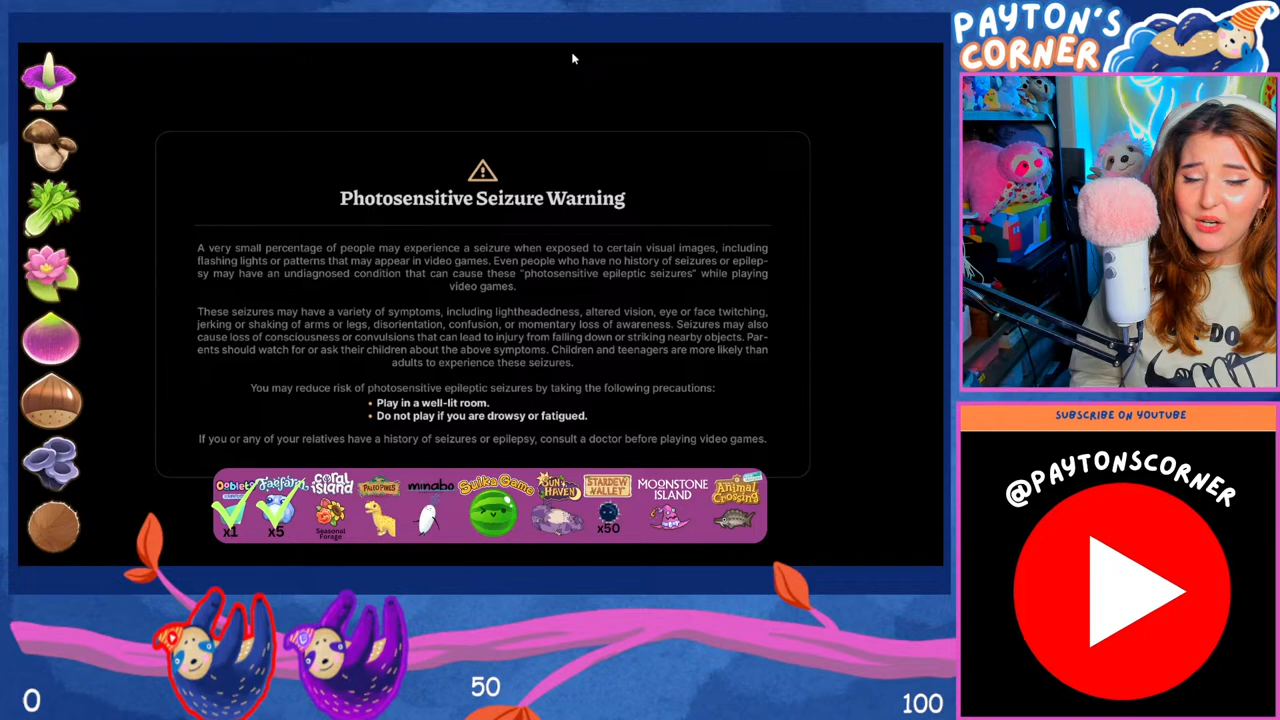 PAYTON'S
CORNER
Photosensitive Seizure Warning
A very small percentage of people may experience a seizure when exposed to certain visual images, including
flashing lights or patterns that may appear in video games. Even people who have no history of seizures or epilep-
sy may have an undiagnosed condition that can cause these “photosensitive epileptic seizures” while playing
video games.
These seizures may have a variety of symptoms, including lightheadedness, altered vision, eye or face twitching,
jerking or shaking of arms or legs, disorientation, confusion, or momentary loss of awareness. Seizures may also
cause loss of consciousness or convulsions that can lead to injury from falling down or striking nearby objects. Par-
ents should watch for or ask their children about the above symptoms. Children and teenagers are more likely than
adults to experience these seizures.
You may reduce risk of photosensitive epileptic seizures by taking the following precautions:
• Play in a well-lit room.
• Do not play if you are drowsy or fatigued.
If you or any of your relatives have a history of seizures or epilepsy, consult a doctor before playing video games.
Ooblets
x1
x5
Coral Island
Seasonal
Forage
PALEO PINES
minabo
Suika Game
SUN HAVEN
STARDEW VALLEY
x50
MOONSTONE
ISLAND
Animal
Crossing
SUBSCRIBE ON YOUTUBE
@PAYTONSCORNER
0
50
100